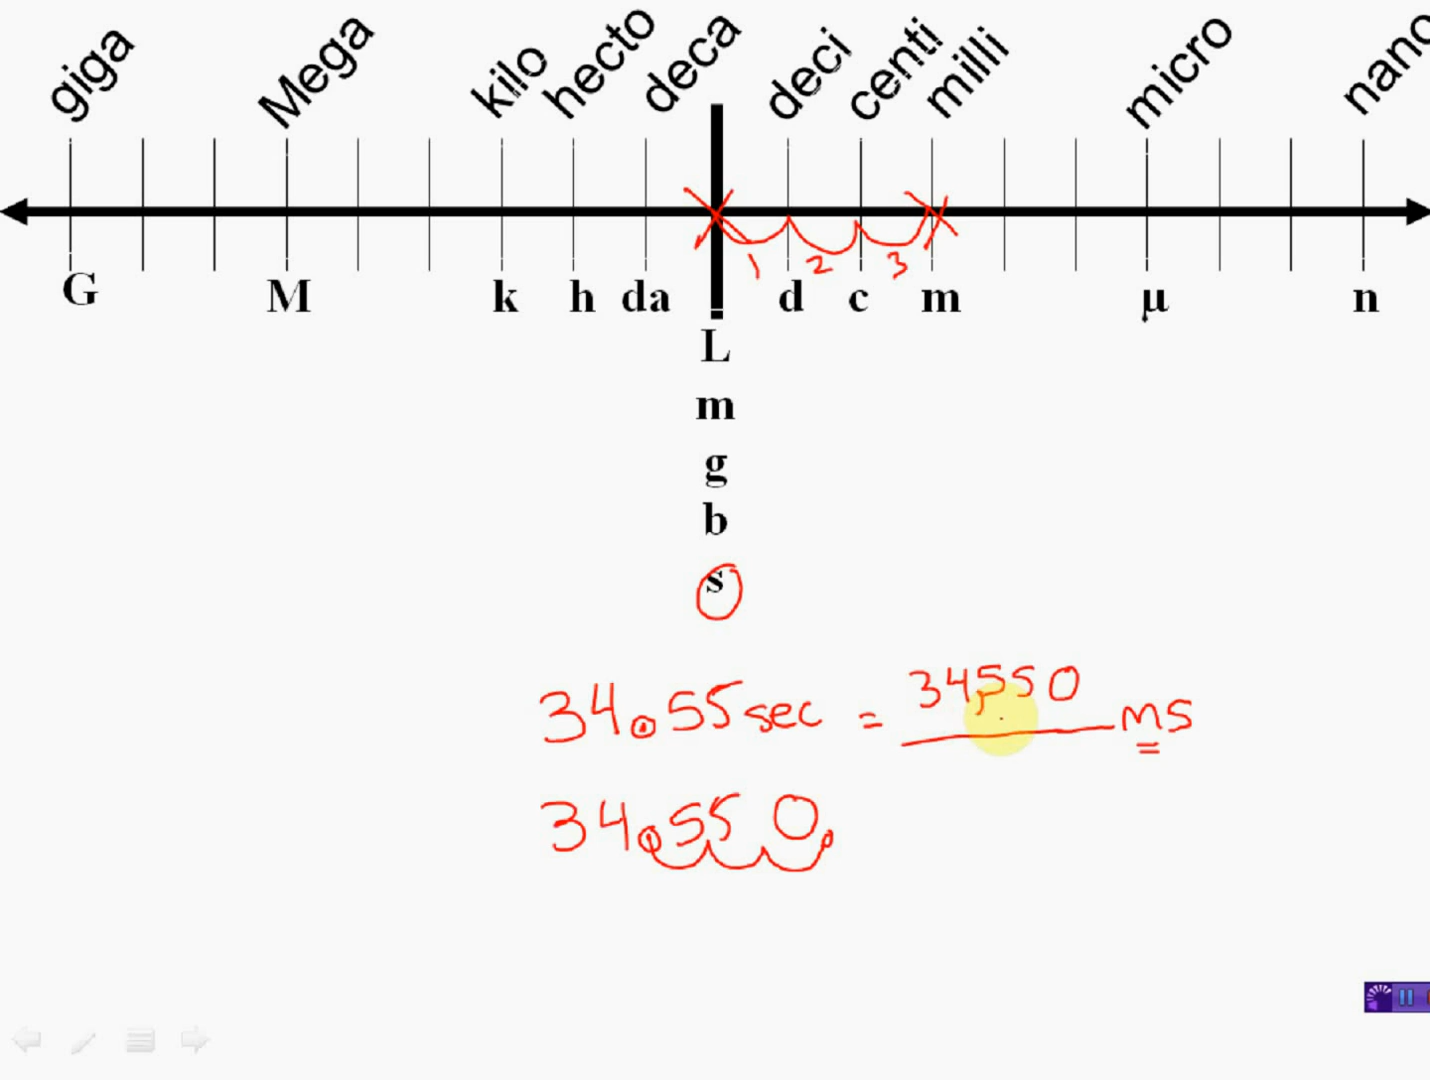 giga Mega kilo hecto deca deci centi milli micro nano
1 2 3
G M k h da d c m µ n
L
m
g
b
s
34.55 sec = 34,550 ms
34.550.